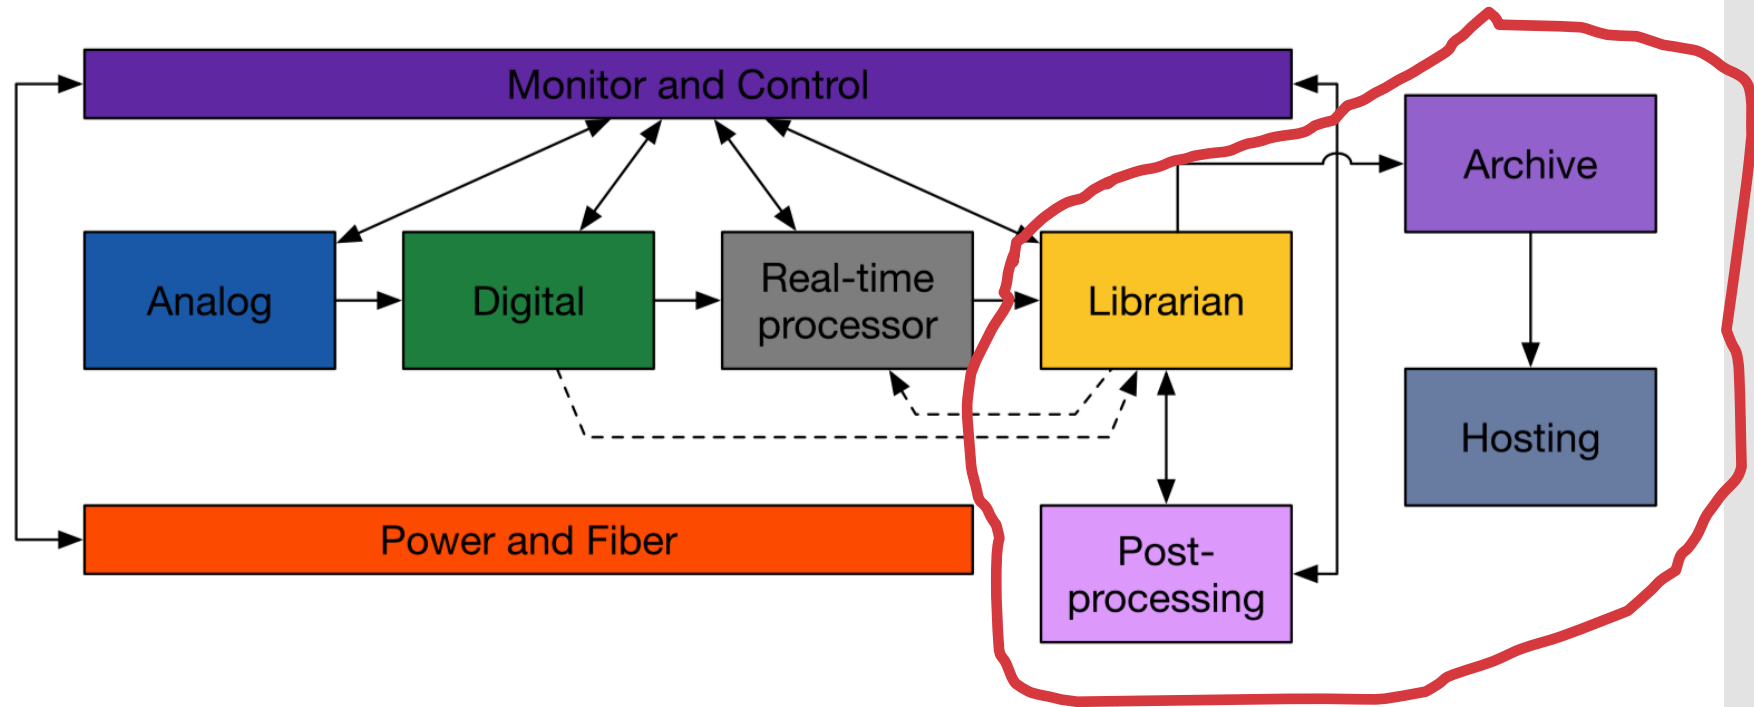 Monitor and Control
Archive
Analog
Digital
Real-time
processor
Librarian
Hosting
Power and Fiber
Post-
processing